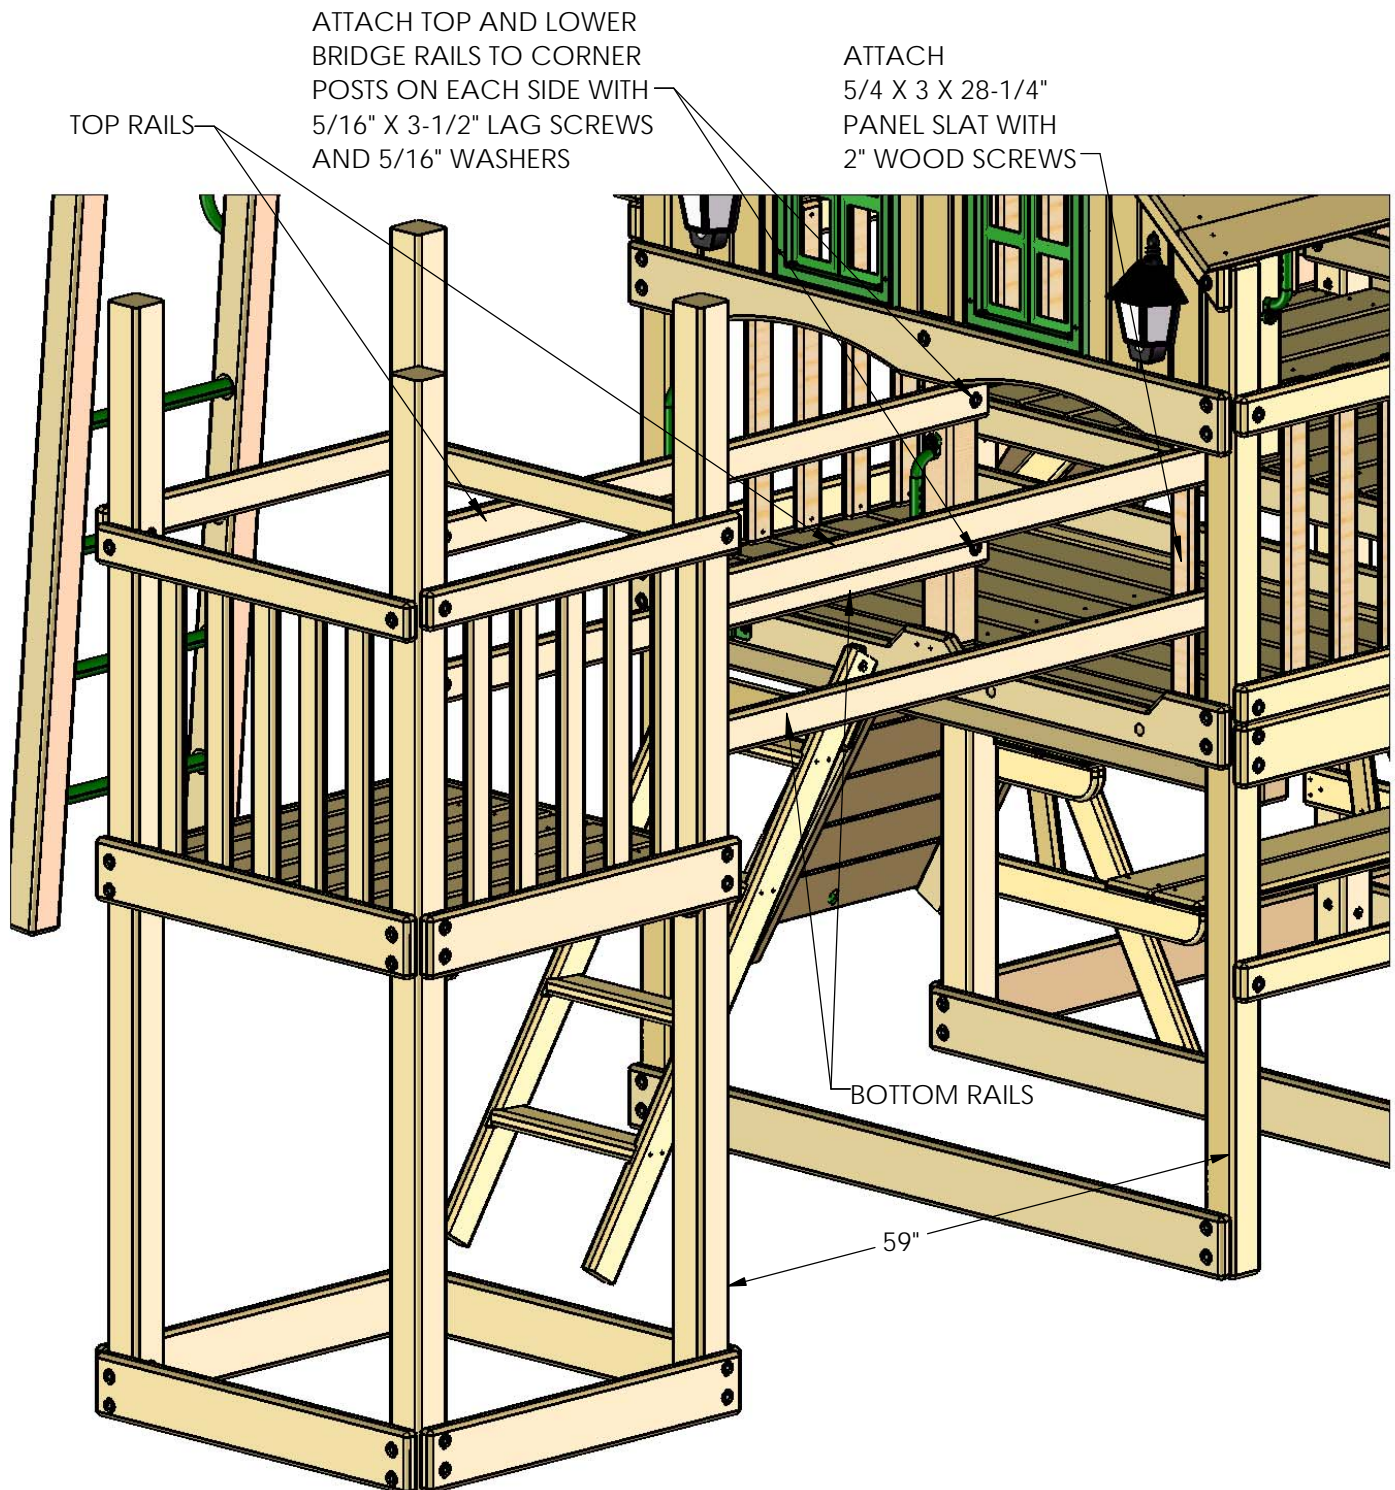 ATTACH TOP AND LOWER
BRIDGE RAILS TO CORNER
POSTS ON EACH SIDE WITH
5/16" X 3-1/2" LAG SCREWS
AND 5/16" WASHERS
ATTACH
5/4 X 3 X 28-1/4"
PANEL SLAT WITH
2" WOOD SCREWS
TOP RAILS
BOTTOM RAILS
59"